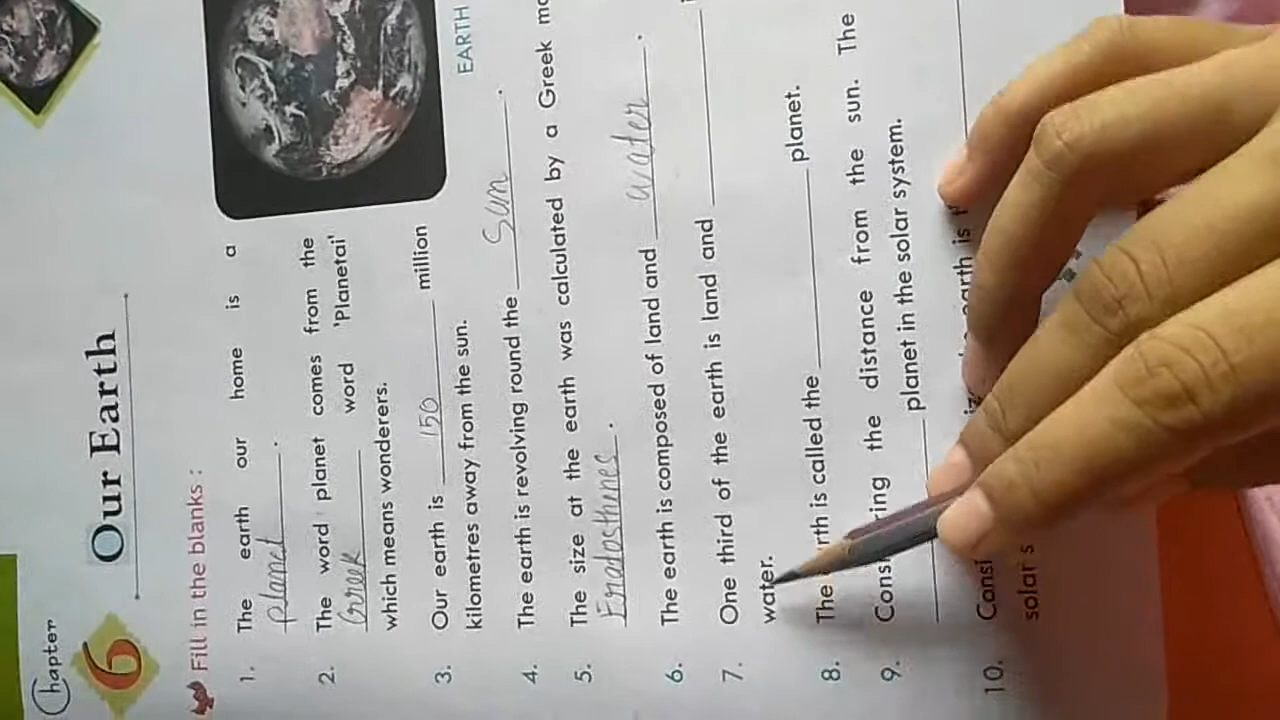 Chapter
6
Our Earth
Fill in the blanks :
1. The earth our home is a
planet .
2. The word planet comes from the
Greek word 'Planetai'
which means wonderers.
EARTH
3. Our earth is 150 million
kilometres away from the sun.
4. The earth is revolving round the Sun .
5. The size at the earth was calculated by a Greek
Eratosthenes .
6. The earth is composed of land and water .
7. One third of the earth is land and
water.
8. The earth is called the planet.
9. ring the distance from the sun. The
planet in the solar system.
10. Consi earth is
solar s